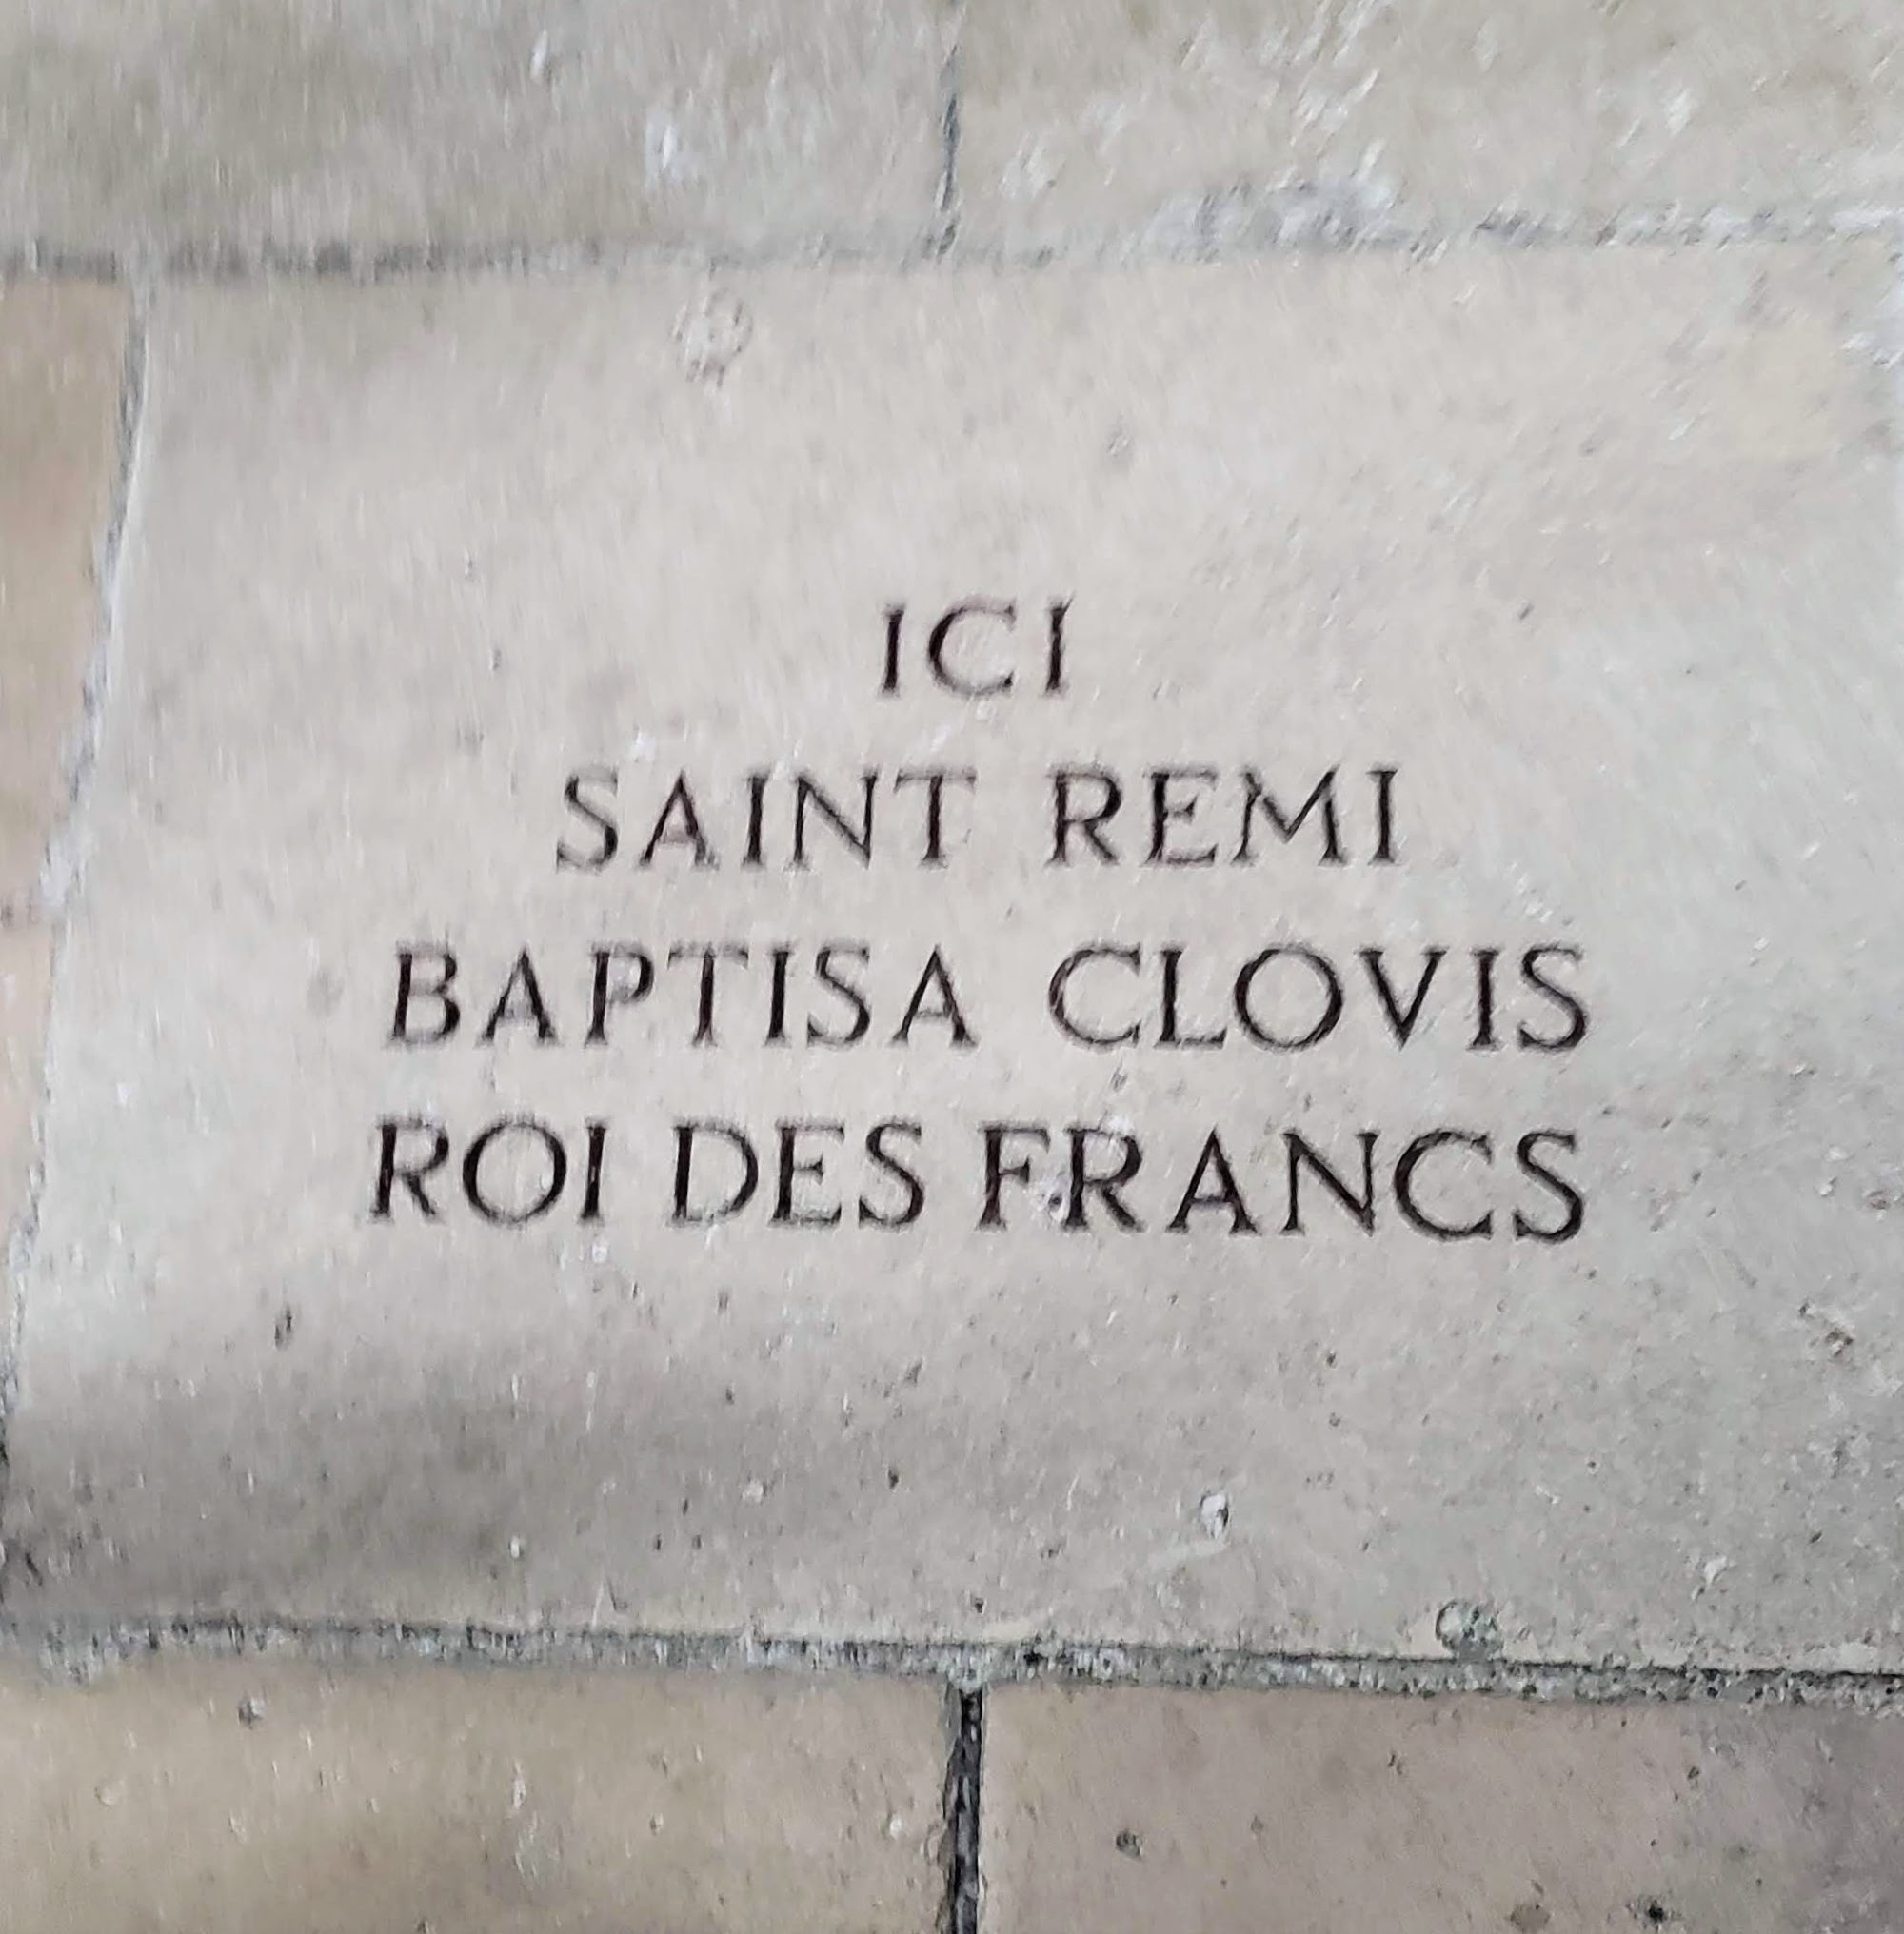 ICI
SAINT REMI
BAPTISA CLOVIS
ROI DES FRANCS